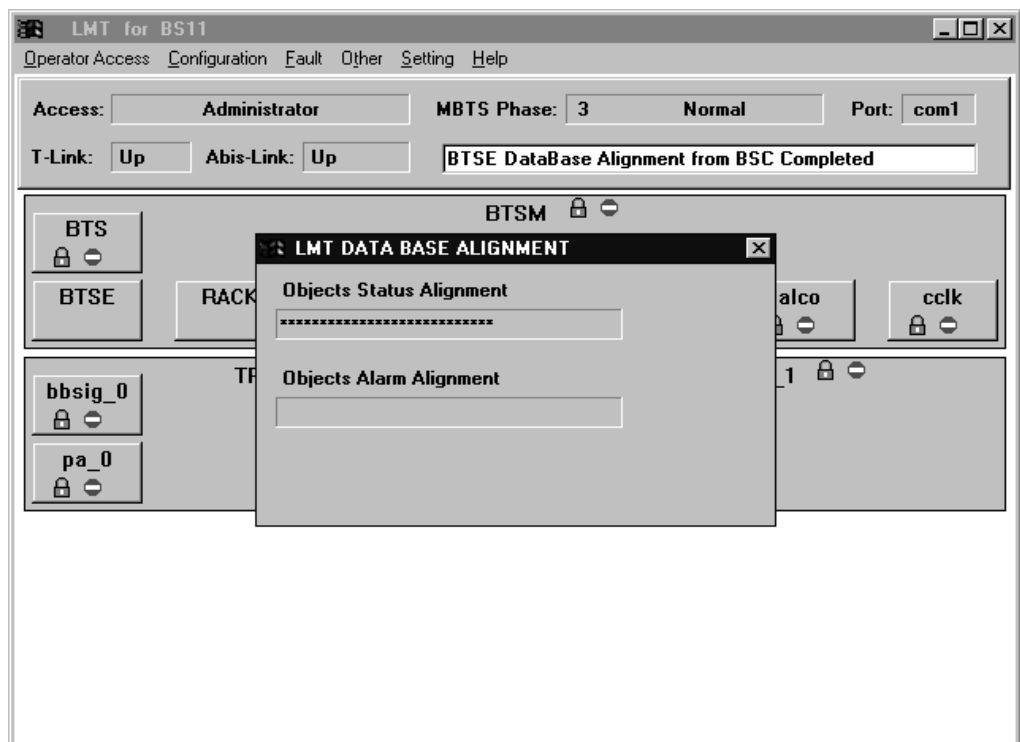 LMT for BS11
Operator Access Configuration Fault Other Setting Help
Access: Administrator MBTS Phase: 3 Normal Port: com1
T-Link: Up Abis-Link: Up BTSE DataBase Alignment from BSC Completed
BTSM
BTS
LMT DATA BASE ALIGNMENT
BTSE RACK Objects Status Alignment alco cclk
***************************
TF Objects Alarm Alignment _1
bbsig_0
pa_0